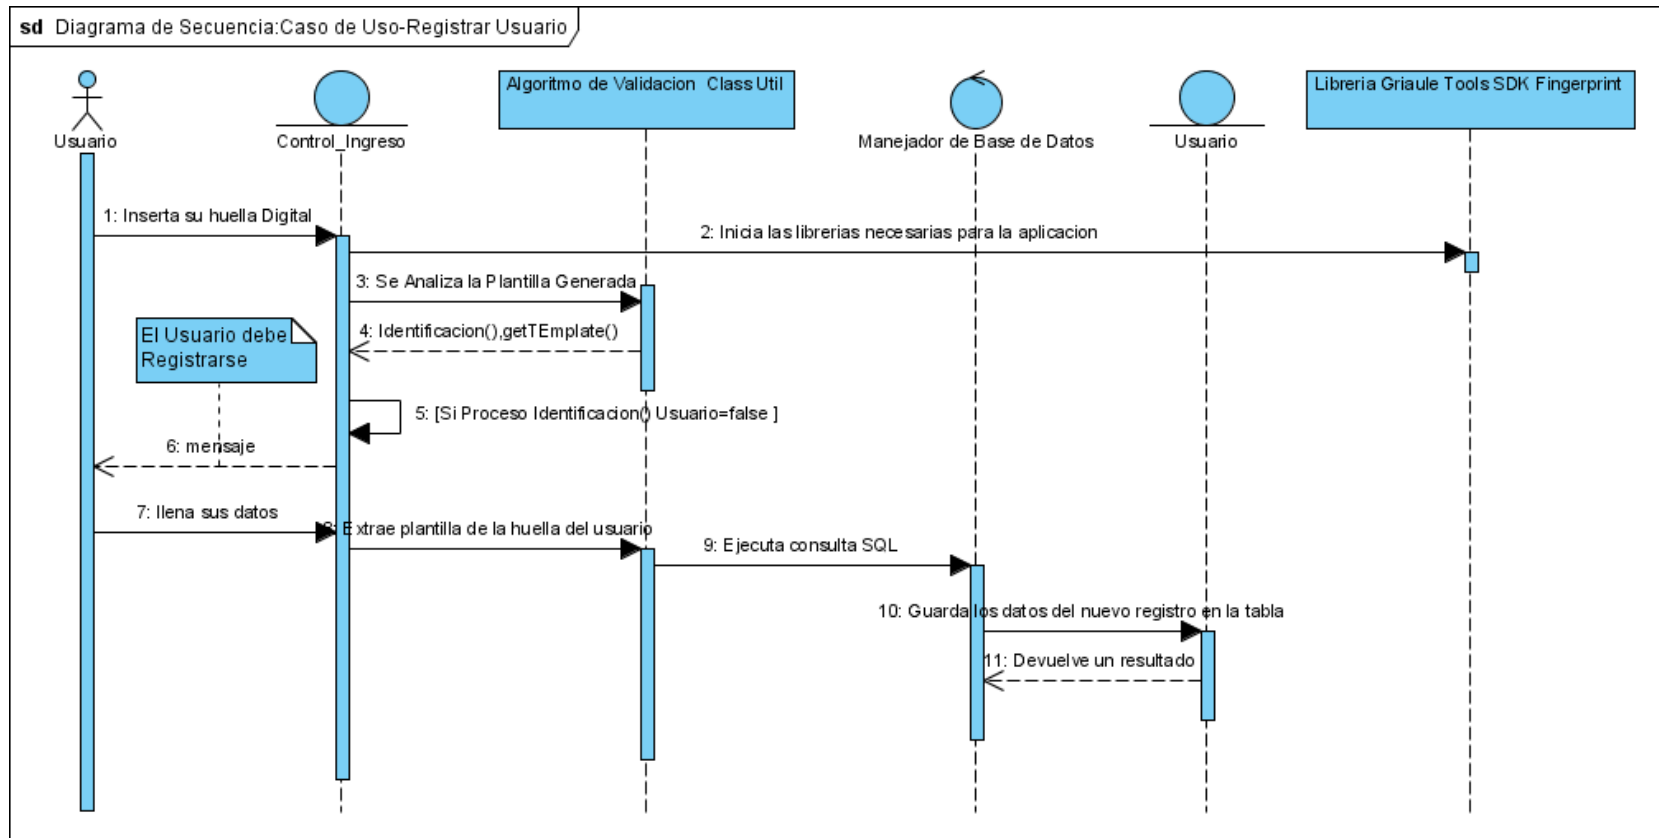 sd Diagrama de Secuencia:Caso de Uso-Registrar Usuario
Usuario
Control_Ingreso
Algoritmo de Validacion Class Util
Manejador de Base de Datos
Usuario
Libreria Griaule Tools SDK Fingerprint
1: Inserta su huella Digital
2: Inicia las librerias necesarias para la aplicacion
3: Se Analiza la Plantilla Generada
4: Identificacion(),getTEmplate()
El Usuario debe
Registrarse
5: [Si Proceso Identificacion() Usuario=false ]
6: mensaje
7: llena sus datos
8: Extrae plantilla de la huella del usuario
9: Ejecuta consulta SQL
10: Guarda los datos del nuevo registro en la tabla
11: Devuelve un resultado